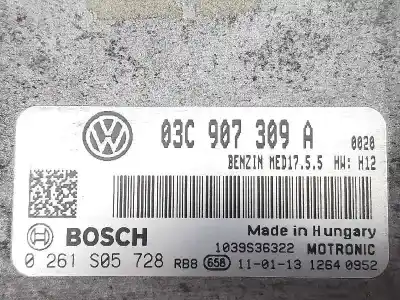 03C 907 309 A 0020
BENZIN MED17.5.5 HW: H12
BOSCH
Made in Hungary
1039S36322 MOTRONIC
0 261 S05 728 RB8 658 11-01-13 1264 0952